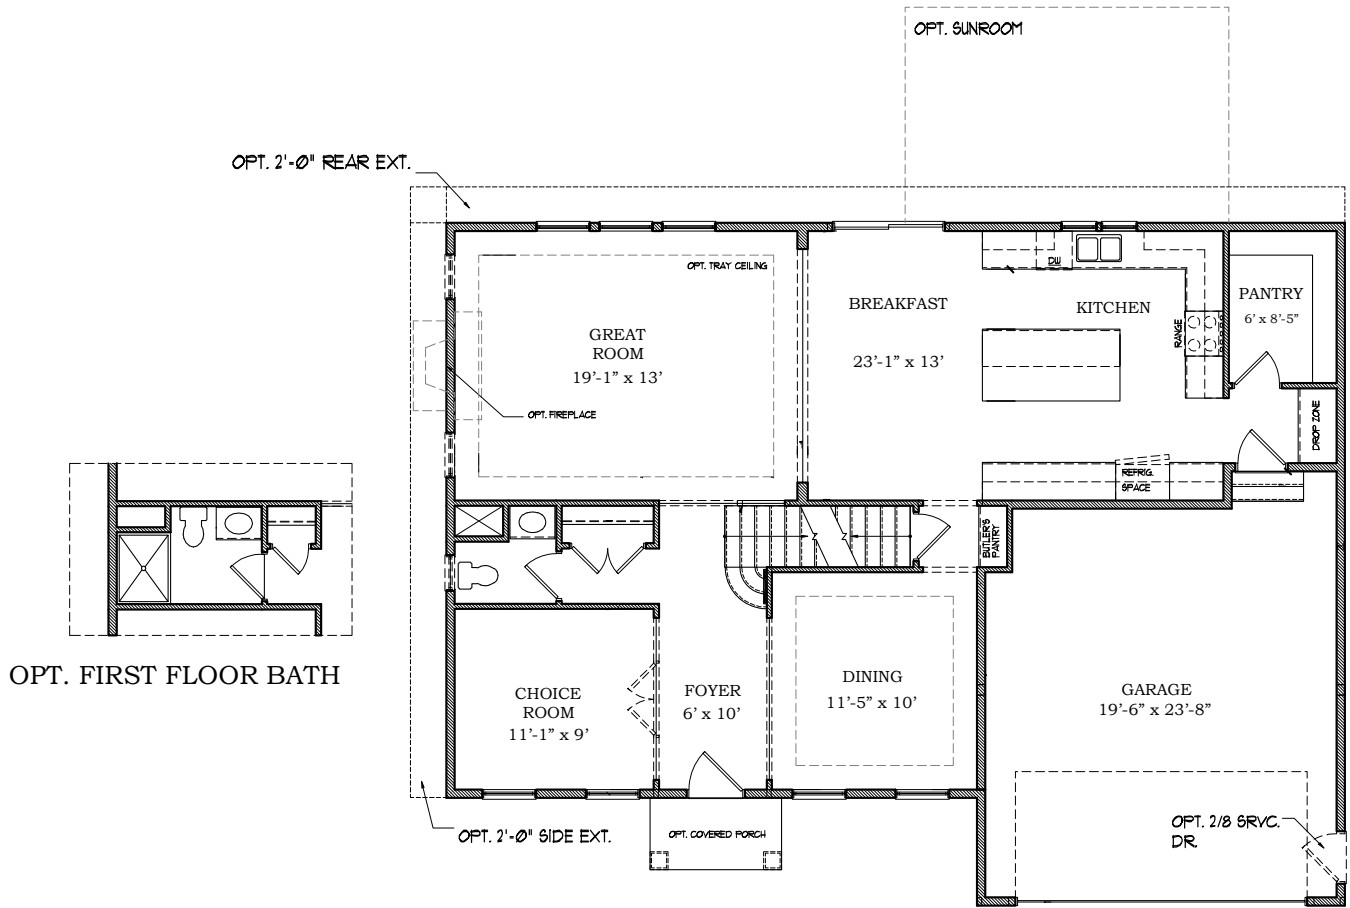 OPT. SUNROOM
OPT. 2'-0" REAR EXT.
OPT. TRAY CEILING
DW
BREAKFAST
KITCHEN
23'-1" x 13'
RANGE
PANTRY
6' x 8'-5"
GREAT
ROOM
19'-1" x 13'
OPT. FIREPLACE
DROP ZONE
REFRIG.
SPACE
BUTLER'S
PANTRY
OPT. FIRST FLOOR BATH
CHOICE
ROOM
11'-1" x 9'
FOYER
6' x 10'
DINING
11'-5" x 10'
GARAGE
19'-6" x 23'-8"
OPT. 2'-0" SIDE EXT.
OPT. COVERED PORCH
OPT. 2/8 SRVC.
DR.